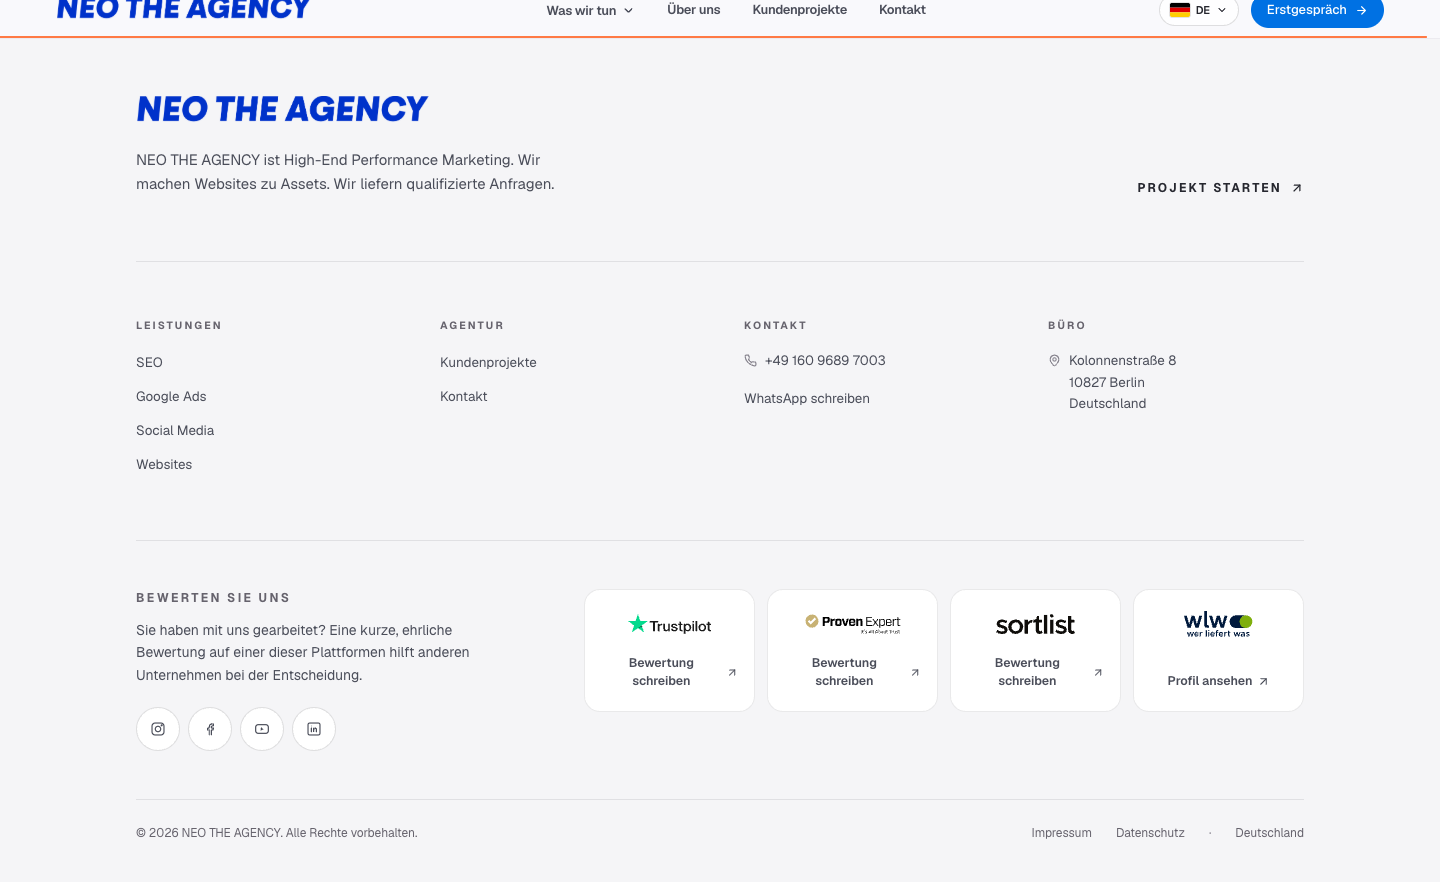 NEO THE AGENCY
Was wir tun
Über uns
Kundenprojekte
Kontakt
DE
Erstgespräch
NEO THE AGENCY
NEO THE AGENCY ist High-End Performance Marketing. Wir
machen Websites zu Assets. Wir liefern qualifizierte Anfragen.
PROJEKT STARTEN
LEISTUNGEN
SEO
Google Ads
Social Media
Websites
AGENTUR
Kundenprojekte
Kontakt
KONTAKT
+49 160 9689 7003
WhatsApp schreiben
BÜRO
Kolonnenstraße 8
10827 Berlin
Deutschland
BEWERTEN SIE UNS
Sie haben mit uns gearbeitet? Eine kurze, ehrliche
Bewertung auf einer dieser Plattformen hilft anderen
Unternehmen bei der Entscheidung.
Trustpilot
Bewertung
schreiben
Proven Expert
It's All About Trust
Bewertung
schreiben
sortlist
Bewertung
schreiben
wlw
wer liefert was
Profil ansehen
© 2026 NEO THE AGENCY. Alle Rechte vorbehalten.
Impressum
Datenschutz
·
Deutschland